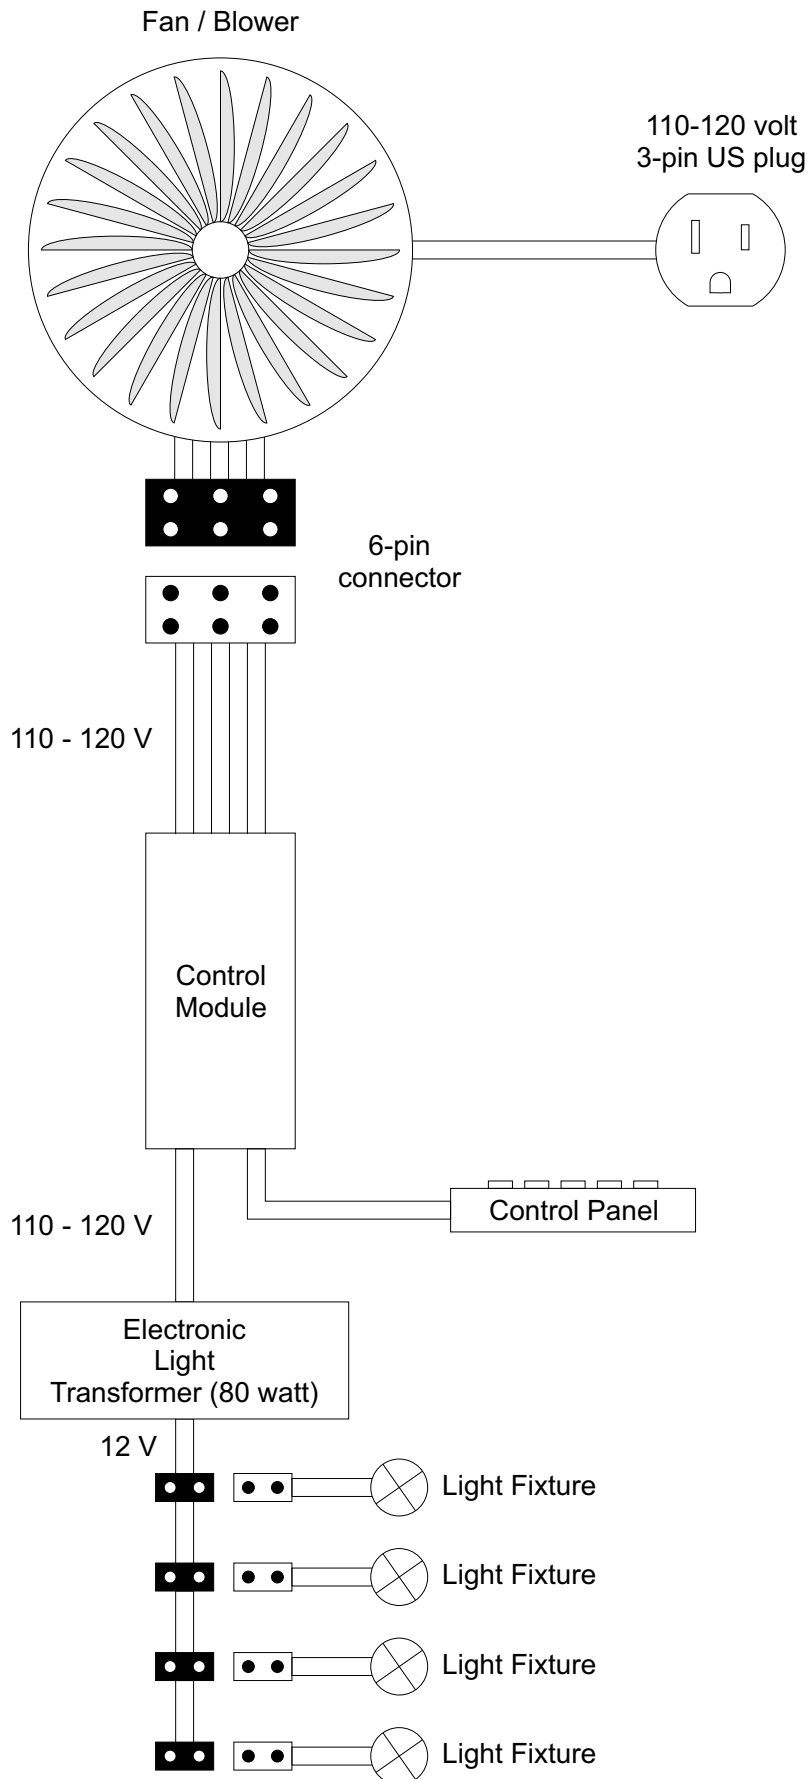 Fan / Blower
110-120 volt
3-pin US plug
6-pin
connector
110 - 120 V
Control
Module
Control Panel
110 - 120 V
Electronic
Light
Transformer (80 watt)
12 V
Light Fixture
Light Fixture
Light Fixture
Light Fixture